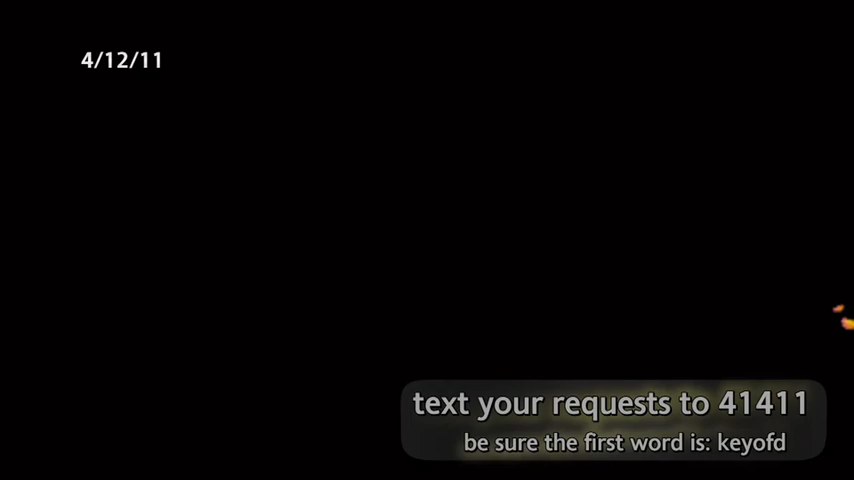 4/12/11
text your requests to 41411
be sure the first word is: keyofd